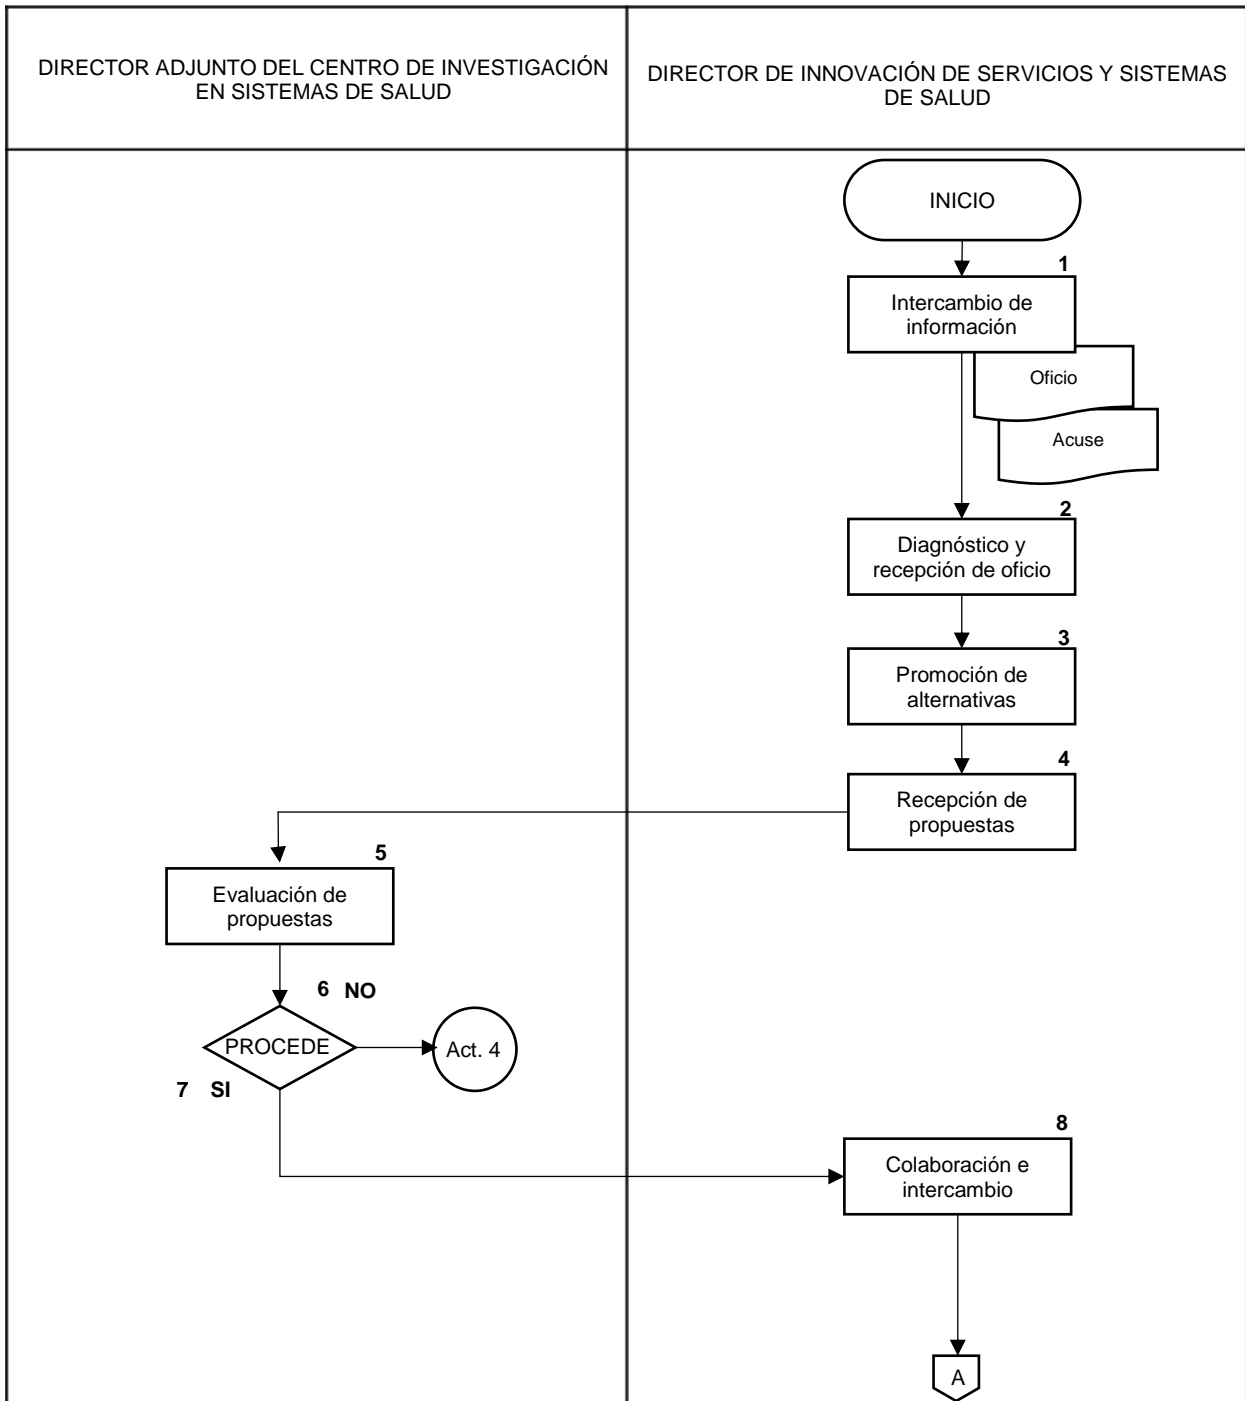 DIRECTOR ADJUNTO DEL CENTRO DE INVESTIGACIÓN
EN SISTEMAS DE SALUD
DIRECTOR DE INNOVACIÓN DE SERVICIOS Y SISTEMAS
DE SALUD
INICIO
1
Intercambio de
información
Oficio
Acuse
2
Diagnóstico y
recepción de oficio
3
Promoción de
alternativas
4
Recepción de
propuestas
5
Evaluación de
propuestas
6 NO
PROCEDE
Act. 4
7 SI
8
Colaboración e
intercambio
A